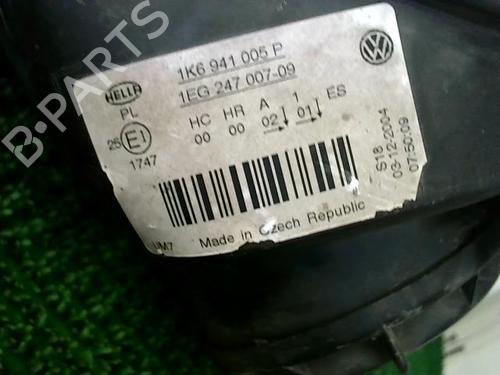 B-PARTS
1K6 941 005 P
1EG 247 007-09
HELLA
PL
HC HR A 1 ES
00 00 02 01
25 E1
1747
S18
03-12-2004
07:50:09
Made in Czech Republic